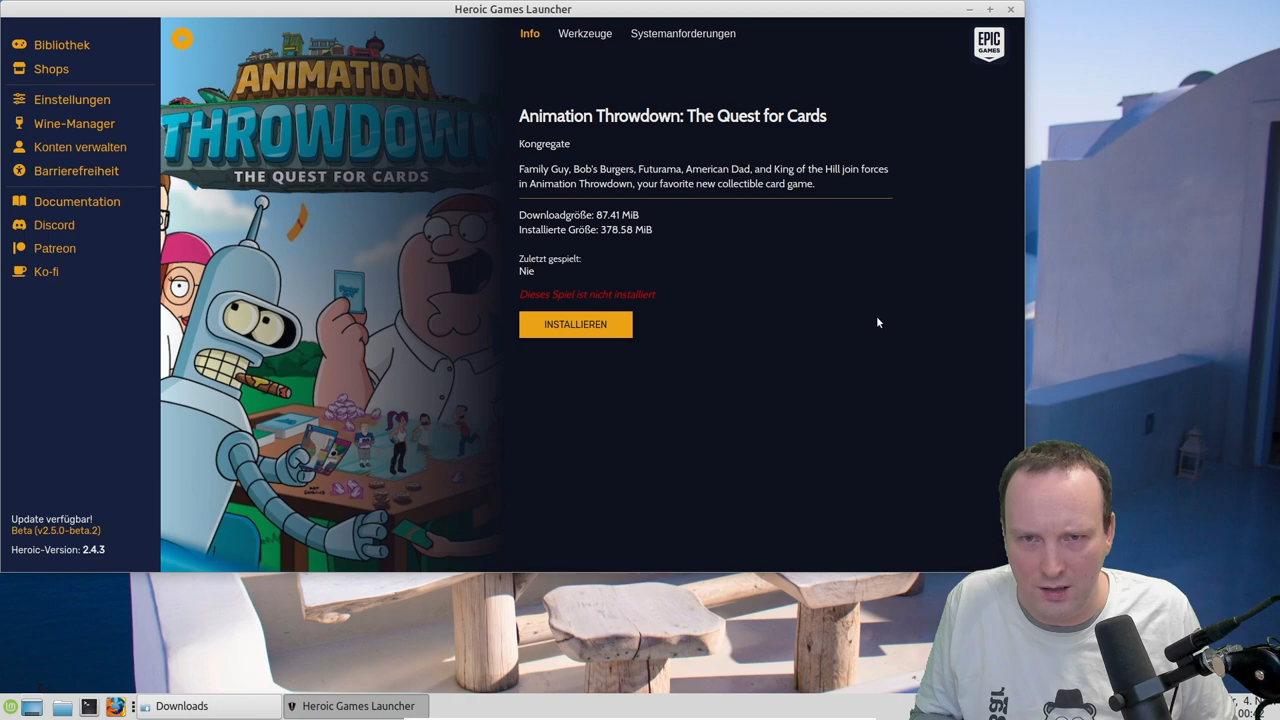 Heroic Games Launcher
Bibliothek
Shops
Einstellungen
Wine-Manager
Konten verwalten
Barrierefreiheit
Documentation
Discord
Patreon
Ko-fi
Update verfügbar!
Beta (v2.5.0-beta.2)
Heroic-Version: 2.4.3
ANIMATION
THROWDOWN
THE QUEST FOR CARDS
Info Werkzeuge Systemanforderungen
EPIC
GAMES
Animation Throwdown: The Quest for Cards
Kongregate
Family Guy, Bob's Burgers, Futurama, American Dad, and King of the Hill join forces
in Animation Throwdown, your favorite new collectible card game.
Downloadgröße: 87.41 MiB
Installierte Größe: 378.58 MiB
Zuletzt gespielt:
Nie
Dieses Spiel ist nicht installiert
INSTALLIEREN
Downloads
Heroic Games Launcher